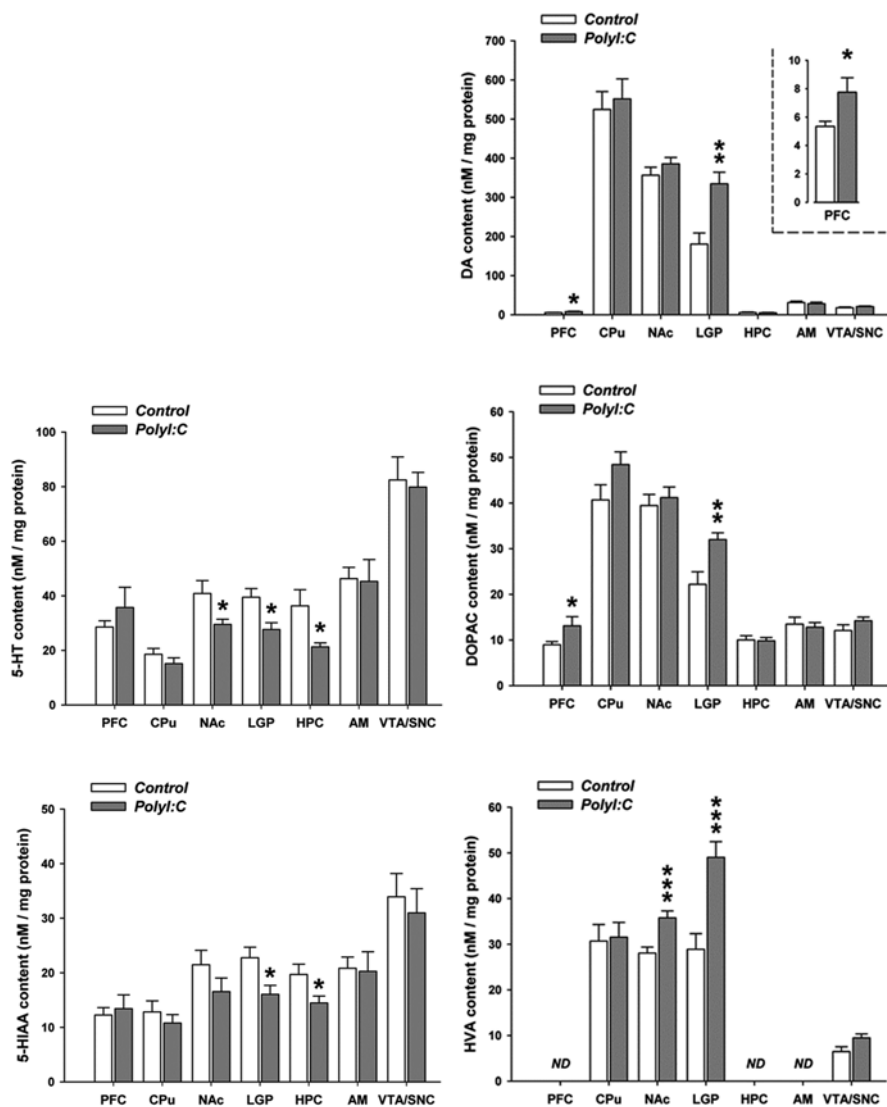 Control
PolyI:C
DA content (nM / mg protein)
700
600
500
400
300
200
100
0
PFC CPu NAc LGP HPC AM VTA/SNC
*
**
10
8
6
4
2
0
*
PFC
Control
PolyI:C
5-HT content (nM / mg protein)
100
80
60
40
20
0
* * *
PFC CPu NAc LGP HPC AM VTA/SNC
Control
PolyI:C
DOPAC content (nM / mg protein)
60
50
40
30
20
10
0
*
**
PFC CPu NAc LGP HPC AM VTA/SNC
Control
PolyI:C
5-HIAA content (nM / mg protein)
50
40
30
20
10
0
* *
PFC CPu NAc LGP HPC AM VTA/SNC
Control
PolyI:C
HVA content (nM / mg protein)
60
50
40
30
20
10
0
***
***
ND ND ND
PFC CPu NAc LGP HPC AM VTA/SNC